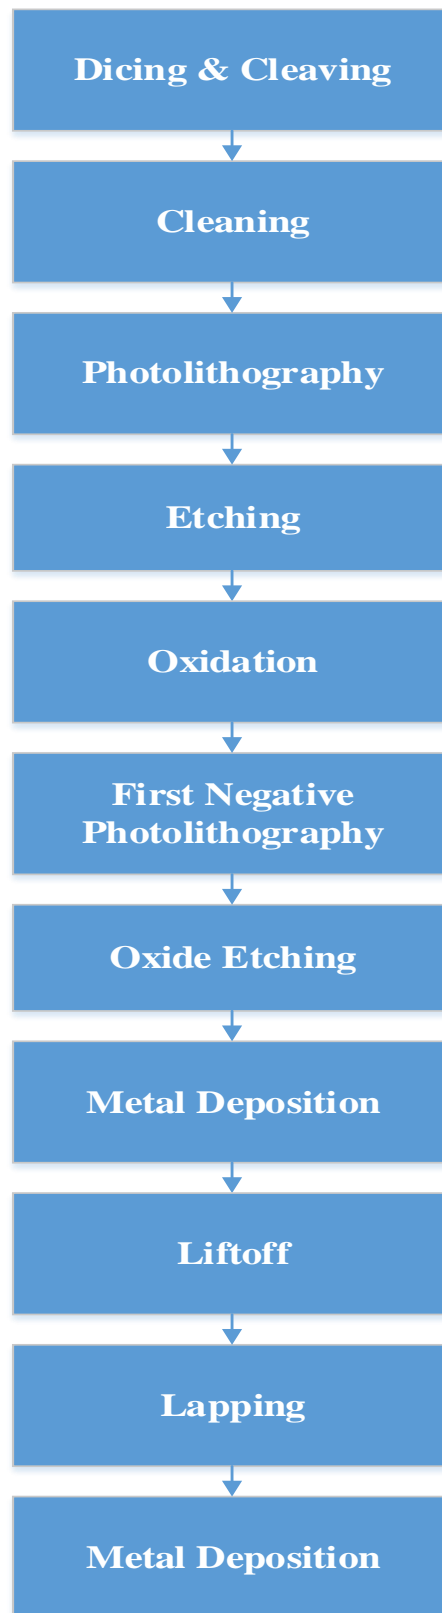 Dicing & Cleaving
Cleaning
Photolithography
Etching
Oxidation
First Negative
Photolithography
Oxide Etching
Metal Deposition
Liftoff
Lapping
Metal Deposition